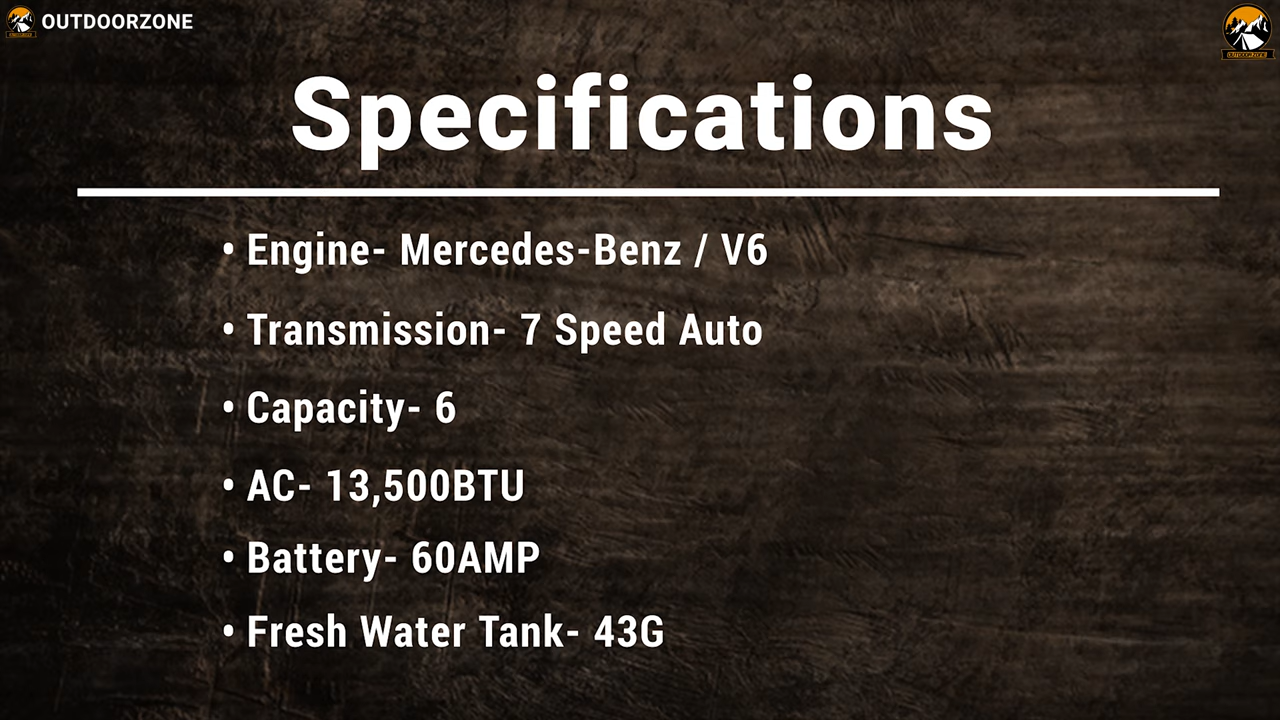 OUTDOORZONE
OUTDOORZONE
Specifications
• Engine- Mercedes-Benz / V6
• Transmission- 7 Speed Auto
• Capacity- 6
• AC- 13,500BTU
• Battery- 60AMP
• Fresh Water Tank- 43G